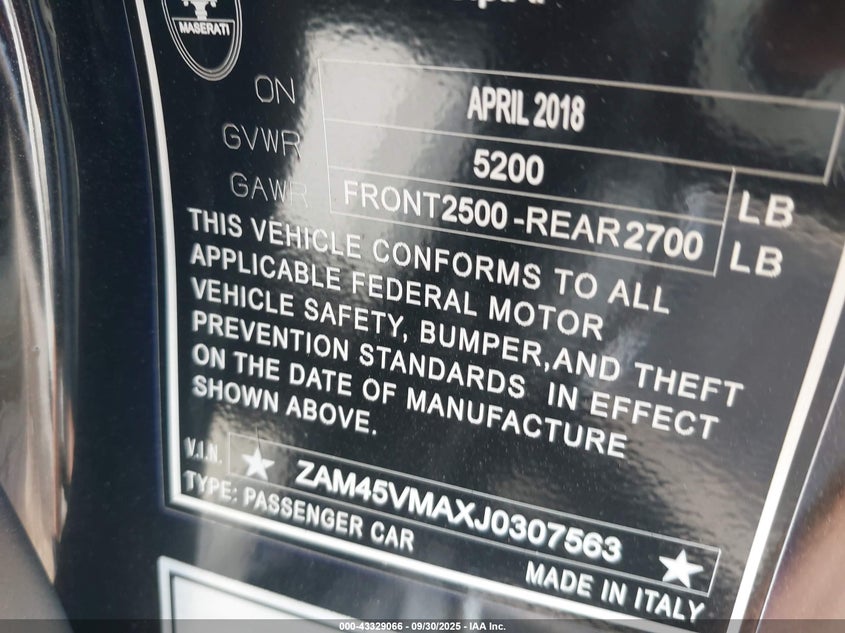 MASERATI
ON APRIL 2018
GVWR 5200 LB
GAWR FRONT2500-REAR2700 LB
THIS VEHICLE CONFORMS TO ALL
APPLICABLE FEDERAL MOTOR
VEHICLE SAFETY, BUMPER,AND THEFT
PREVENTION STANDARDS IN EFFECT
ON THE DATE OF MANUFACTURE
SHOWN ABOVE.
V.I.N. ★ ZAM45VMAXJ0307563 ★
TYPE: PASSENGER CAR
MADE IN ITALY
000-43329066 - 09/30/2025 - IAA Inc.